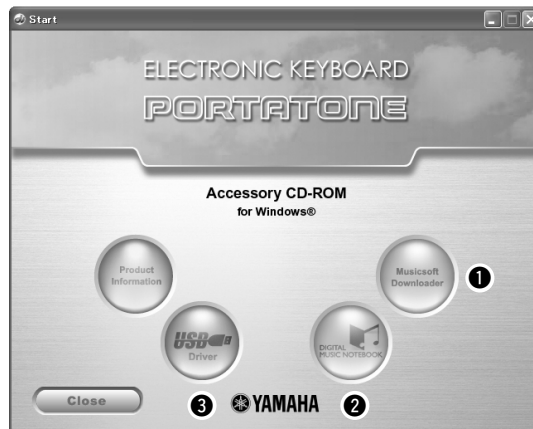 Start
ELECTRONIC KEYBOARD
PORTATONE
Accessory CD-ROM
for Windows®
Product
Information
Musicsoft
Downloader
❶
USB
Driver
DIGITAL
MUSIC NOTEBOOK
Close
❸
YAMAHA
❷